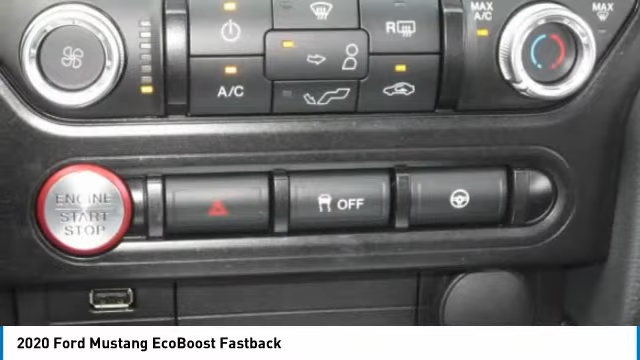 MAX
A/C
MAX
R
A/C
ENGINE
START
STOP
OFF
2020 Ford Mustang EcoBoost Fastback